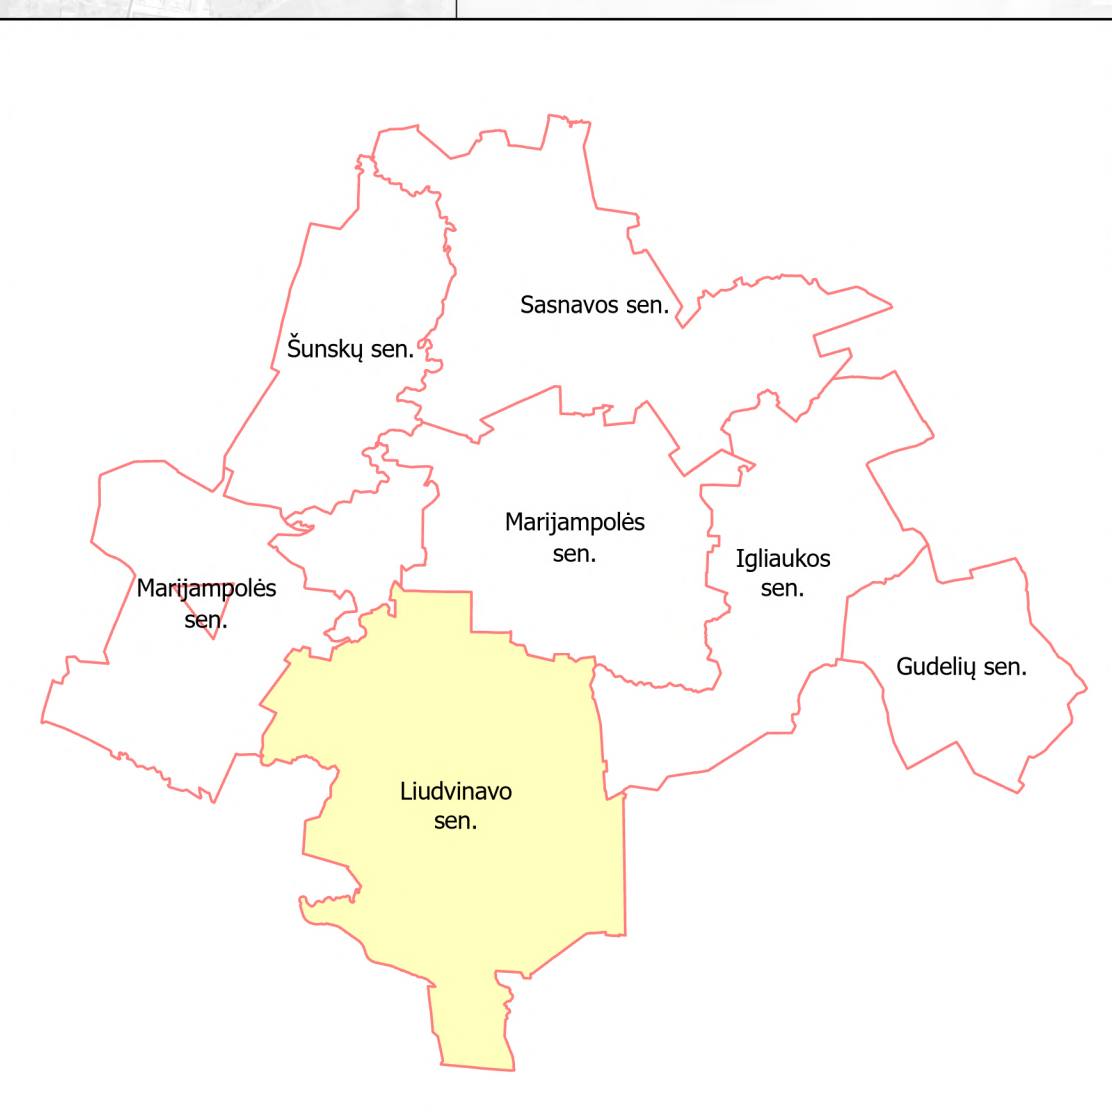 Sasnavos sen.
Šunskų sen.
Marijampolės
sen.
Igliaukos
sen.
Marijampolės
sen.
Gudelių sen.
Liudvinavo
sen.